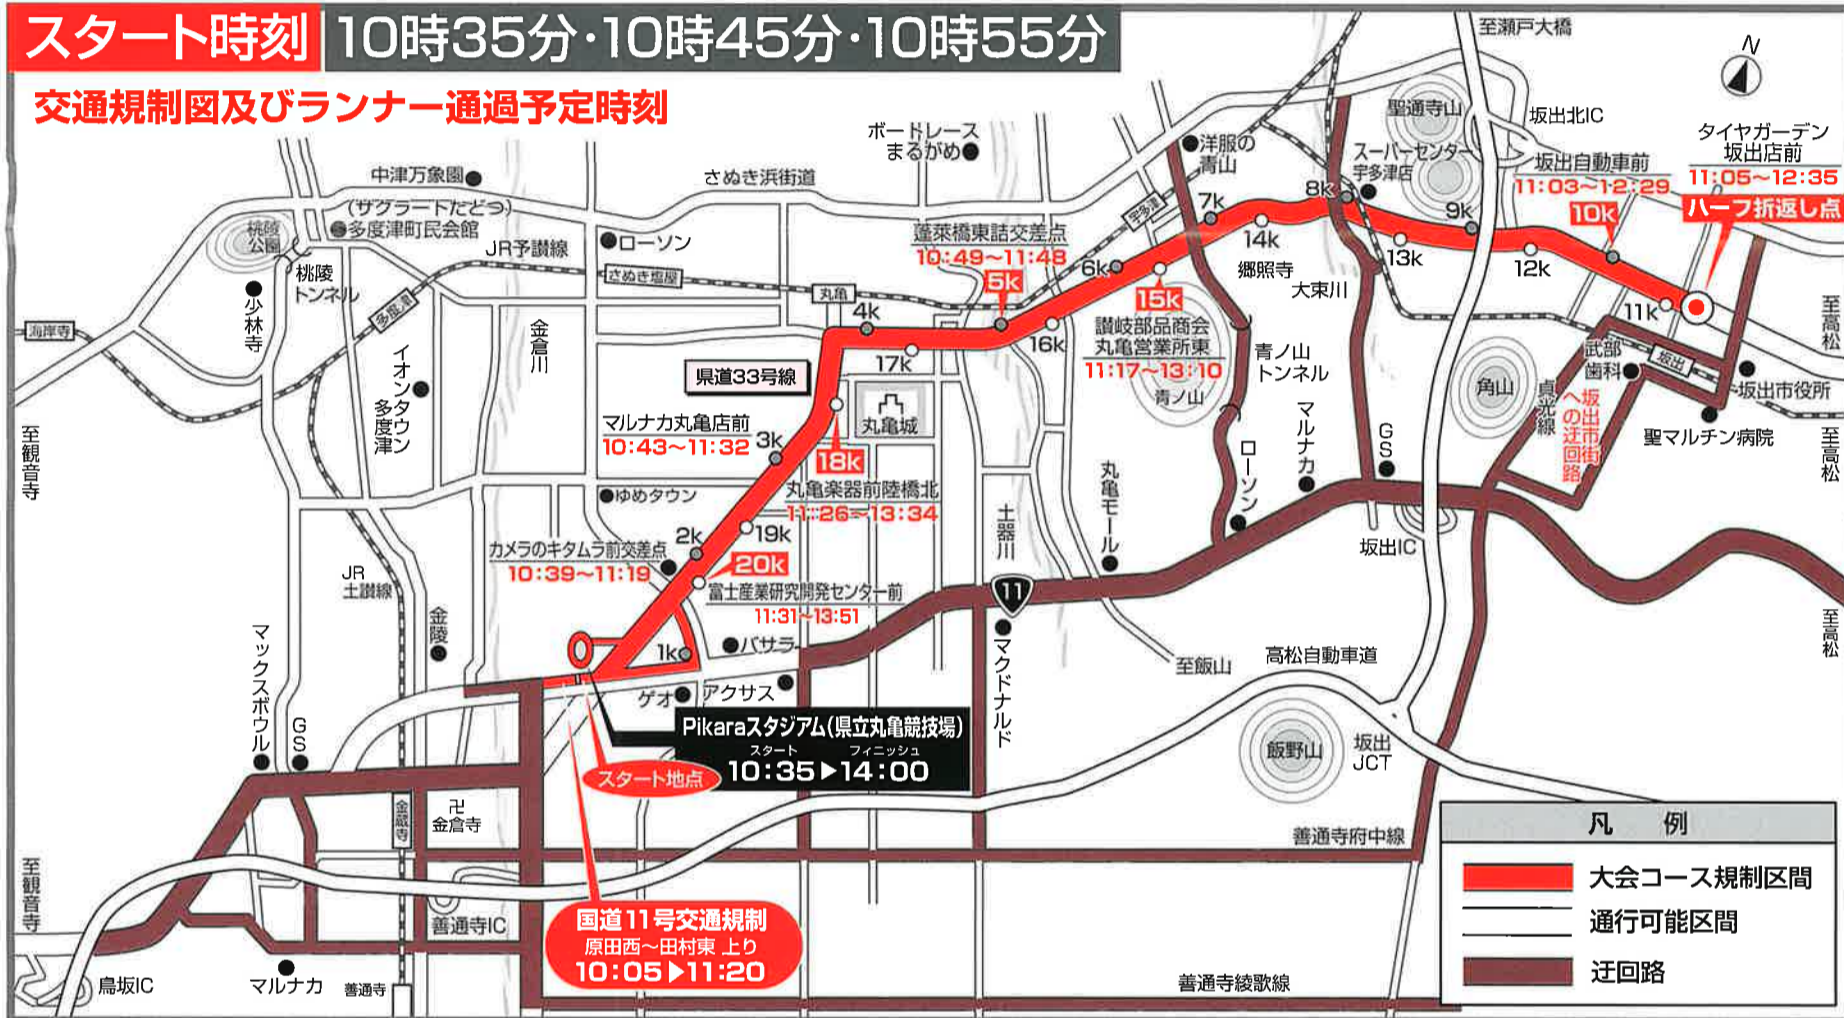 スタート時刻 10時35分・10時45分・10時55分
交通規制図及びランナー通過予定時刻
至瀬戸大橋
N
聖通寺山
坂出北IC
タイヤガーデン
坂出店前
11:05～12:35
ハーフ折返し点
ボートレース
まるがめ
洋服の
青山
スーパーセンター
宇多津店
坂出自動車前
11:03～12:29
10k
中津万象園
さぬき浜街道
宇多津
7k
8k
9k
(サクラートたどつ)
多度津町民会館
桃陵
公園
JR予讃線
ローソン
蓬莱橋東詰交差点
10:49～11:48
5k
6k
14k
13k
12k
11k
桃陵
トンネル
さぬき塩屋
丸亀
4k
15k
郷照寺
大束川
至高松
少林寺
多度津
海岸寺
金倉川
17k
16k
讃岐部品商会
丸亀営業所東
11:17～13:10
青ノ山
青ノ山
トンネル
角山
武部
歯科
坂出
坂出市役所
イオンタウン
多度津
県道33号線
丸亀城
マルナカ丸亀店前
10:43～11:32
3k
18k
丸亀楽器前陸橋北
11:26～13:34
マルナカ
GS
貞光線
坂出市街
への迂回路
聖マルチン病院
至高松
至観音寺
ゆめタウン
19k
2k
土器川
丸亀モール
ローソン
坂出IC
カメラのキタムラ前交差点
10:39～11:19
20k
富士産業研究開発センター前
11:31～13:51
JR
土讃線
11
至高松
金陵
マックスボウル
GS
1k
バサラ
マクドナルド
至飯山
高松自動車道
ゲオ
アクサス
Pikaraスタジアム(県立丸亀競技場)
スタート フィニッシュ
10:35▶14:00
スタート地点
飯野山
坂出
JCT
金蔵寺
卍
金倉寺
善通寺府中線
凡 例
大会コース規制区間
通行可能区間
迂回路
至観音寺
善通寺IC
国道11号交通規制
原田西～田村東 上り
10:05▶11:20
鳥坂IC
マルナカ
善通寺
善通寺綾歌線